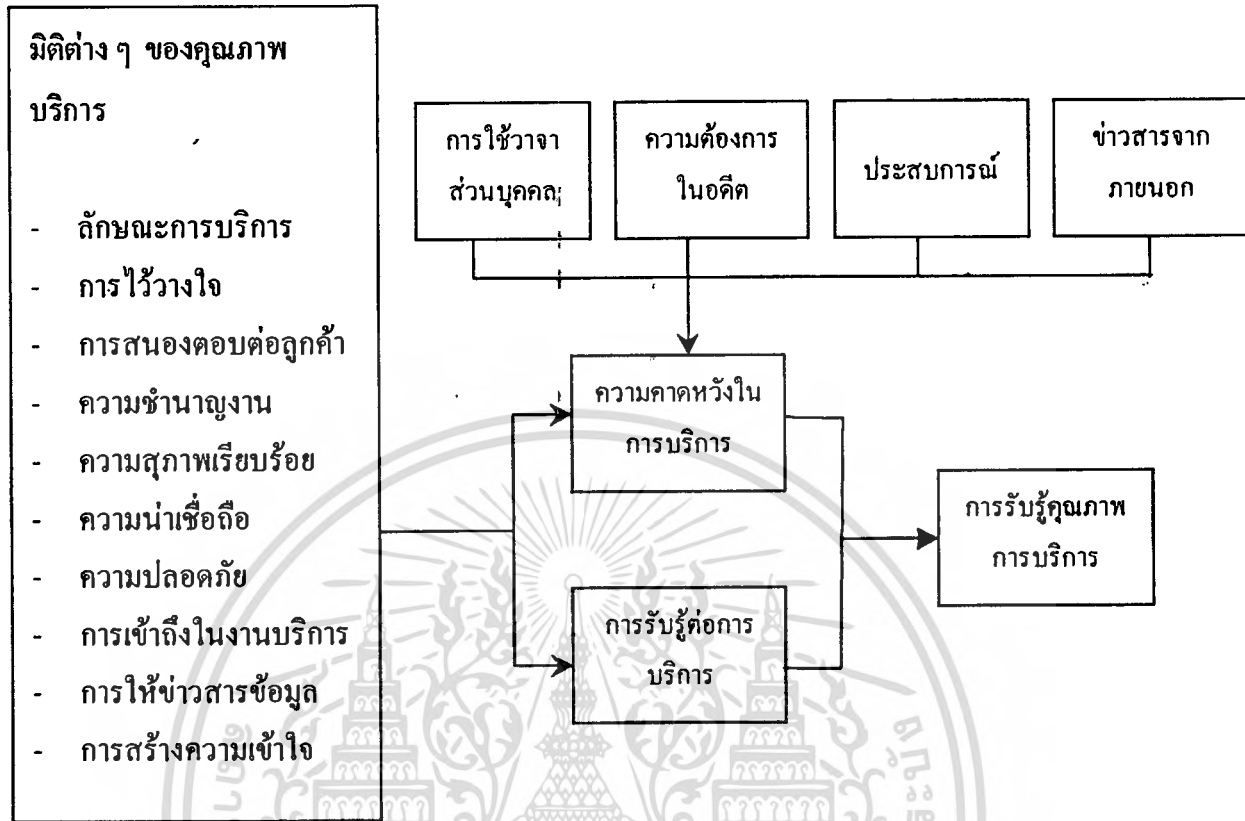 มิติต่าง ๆ ของคุณภาพ
บริการ
- ลักษณะการบริการ
- การไว้วางใจ
- การสนองตอบต่อลูกค้า
- ความชำนาญงาน
- ความสุภาพเรียบร้อย
- ความน่าเชื่อถือ
- ความปลอดภัย
- การเข้าถึงในงานบริการ
- การให้ข่าวสารข้อมูล
- การสร้างความเข้าใจ
การใช้วาจา
ส่วนบุคคล
ความต้องการ
ในอดีต
ประสบการณ์
ข่าวสารจาก
ภายนอก
ความคาดหวังใน
การบริการ
การรับรู้ต่อการ
บริการ
การรับรู้คุณภาพ
การบริการ